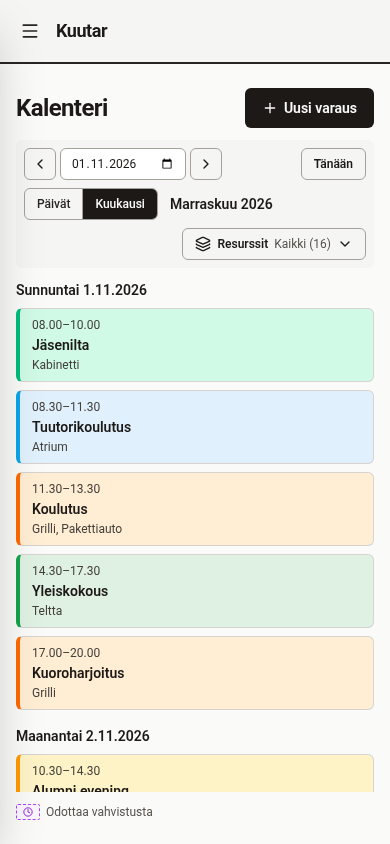 Kuutar
Kalenteri
Uusi varaus
01.11.2026
Tänään
Päivät
Kuukausi
Marraskuu 2026
Resurssit Kaikki (16)
Sunnuntai 1.11.2026
08.00–10.00
Jäsenilta
Kabinetti
08.30–11.30
Tuutorikoulutus
Atrium
11.30–13.30
Koulutus
Grilli, Pakettiauto
14.30–17.30
Yleiskokous
Teltta
17.00–20.00
Kuoroharjoitus
Grilli
Maanantai 2.11.2026
10.30–14.30
Alumni evening
Odottaa vahvistusta